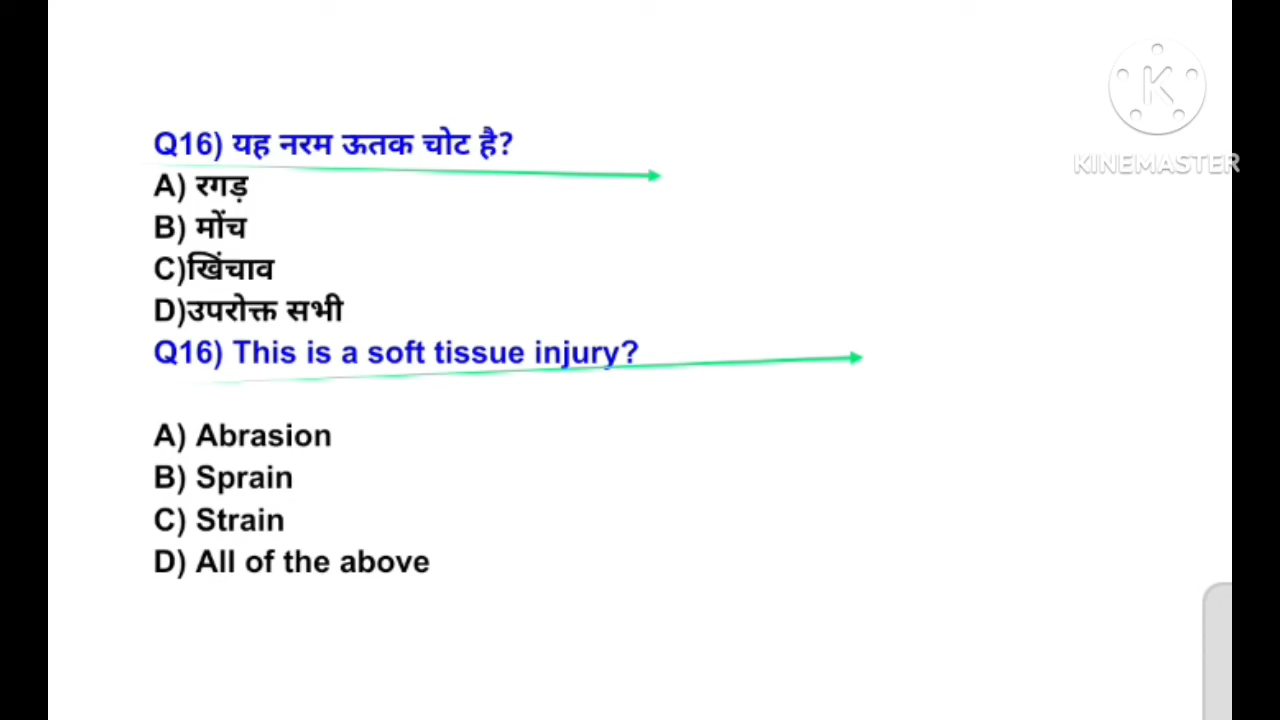 Q16) यह नरम ऊतक चोट है?
A) रगड़
B) मोंच
C)खिंचाव
D)उपरोक्त सभी
Q16) This is a soft tissue injury?
A) Abrasion
B) Sprain
C) Strain
D) All of the above
K
KINEMASTER